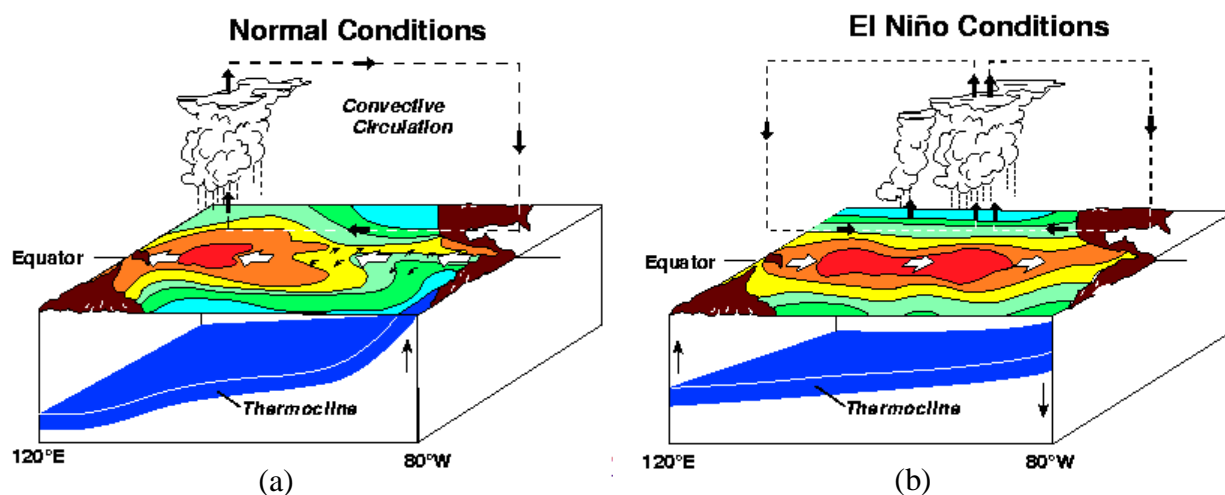 Normal Conditions
Convective
Circulation
Equator
Thermocline
120°E
80°W
(a)
El Niño Conditions
Equator
Thermocline
120°E
80°W
(b)